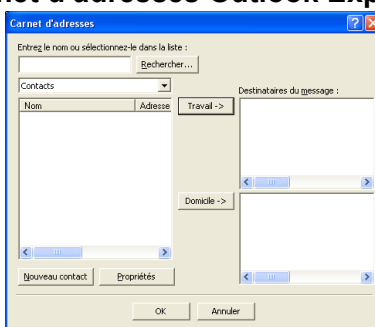 net d'adresses Outlook Exp
Carnet d'adresses
Entrez le nom ou sélectionnez-le dans la liste :
Rechercher...
Contacts
Destinataires du message :
Nom Adresse Travail ->
Domicile ->
Nouveau contact Propriétés
OK Annuler